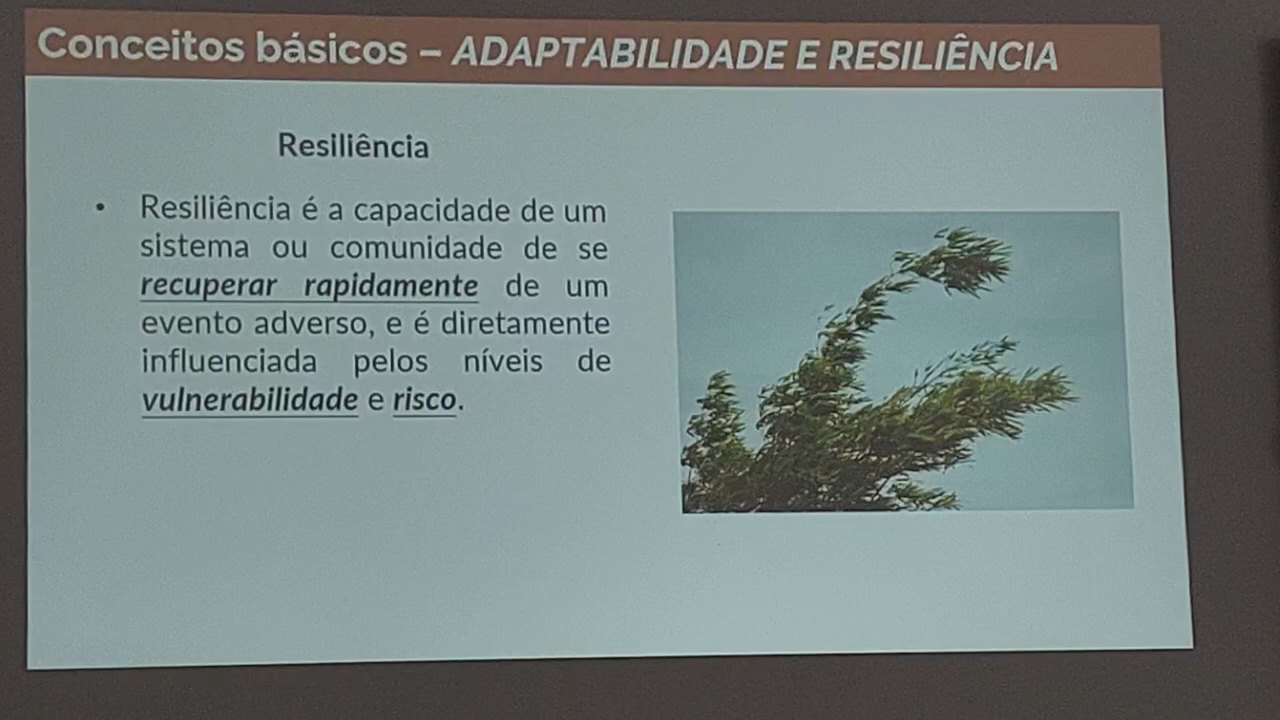 Conceitos básicos – ADAPTABILIDADE E RESILIÊNCIA
Resiliência
• Resiliência é a capacidade de um
sistema ou comunidade de se
recuperar rapidamente de um
evento adverso, e é diretamente
influenciada pelos níveis de
vulnerabilidade e risco.